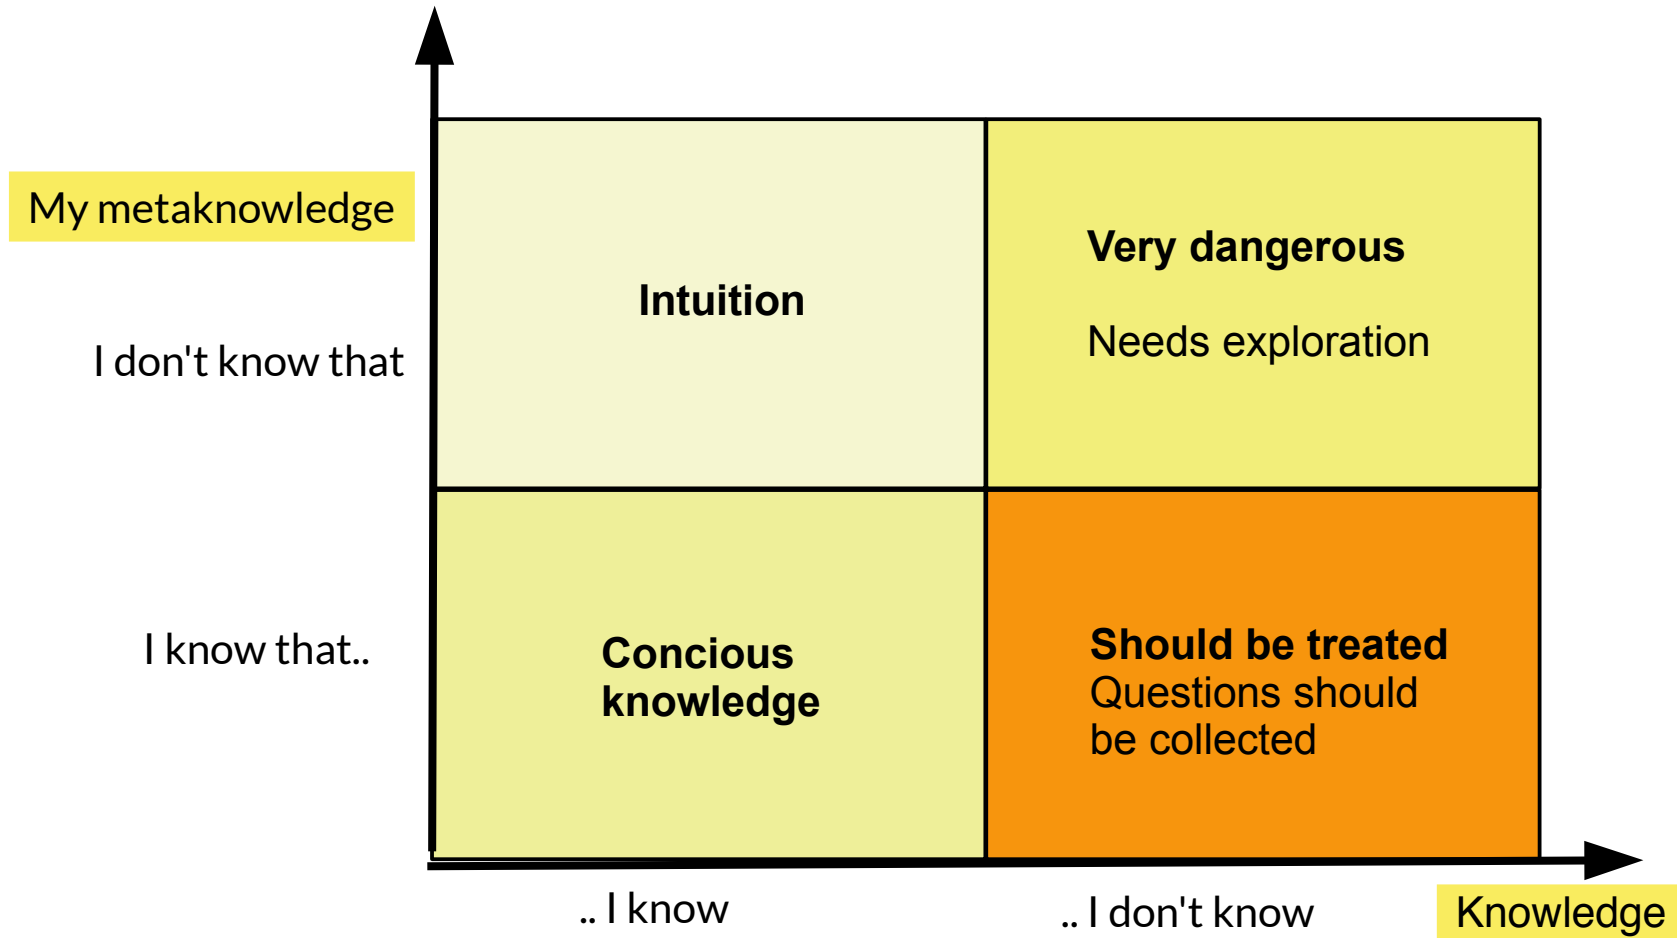 My metaknowledge
I don't know that
I know that..
Intuition
Very dangerous
Needs exploration
Concious
knowledge
Should be treated
Questions should
be collected
.. I know
.. I don't know
Knowledge